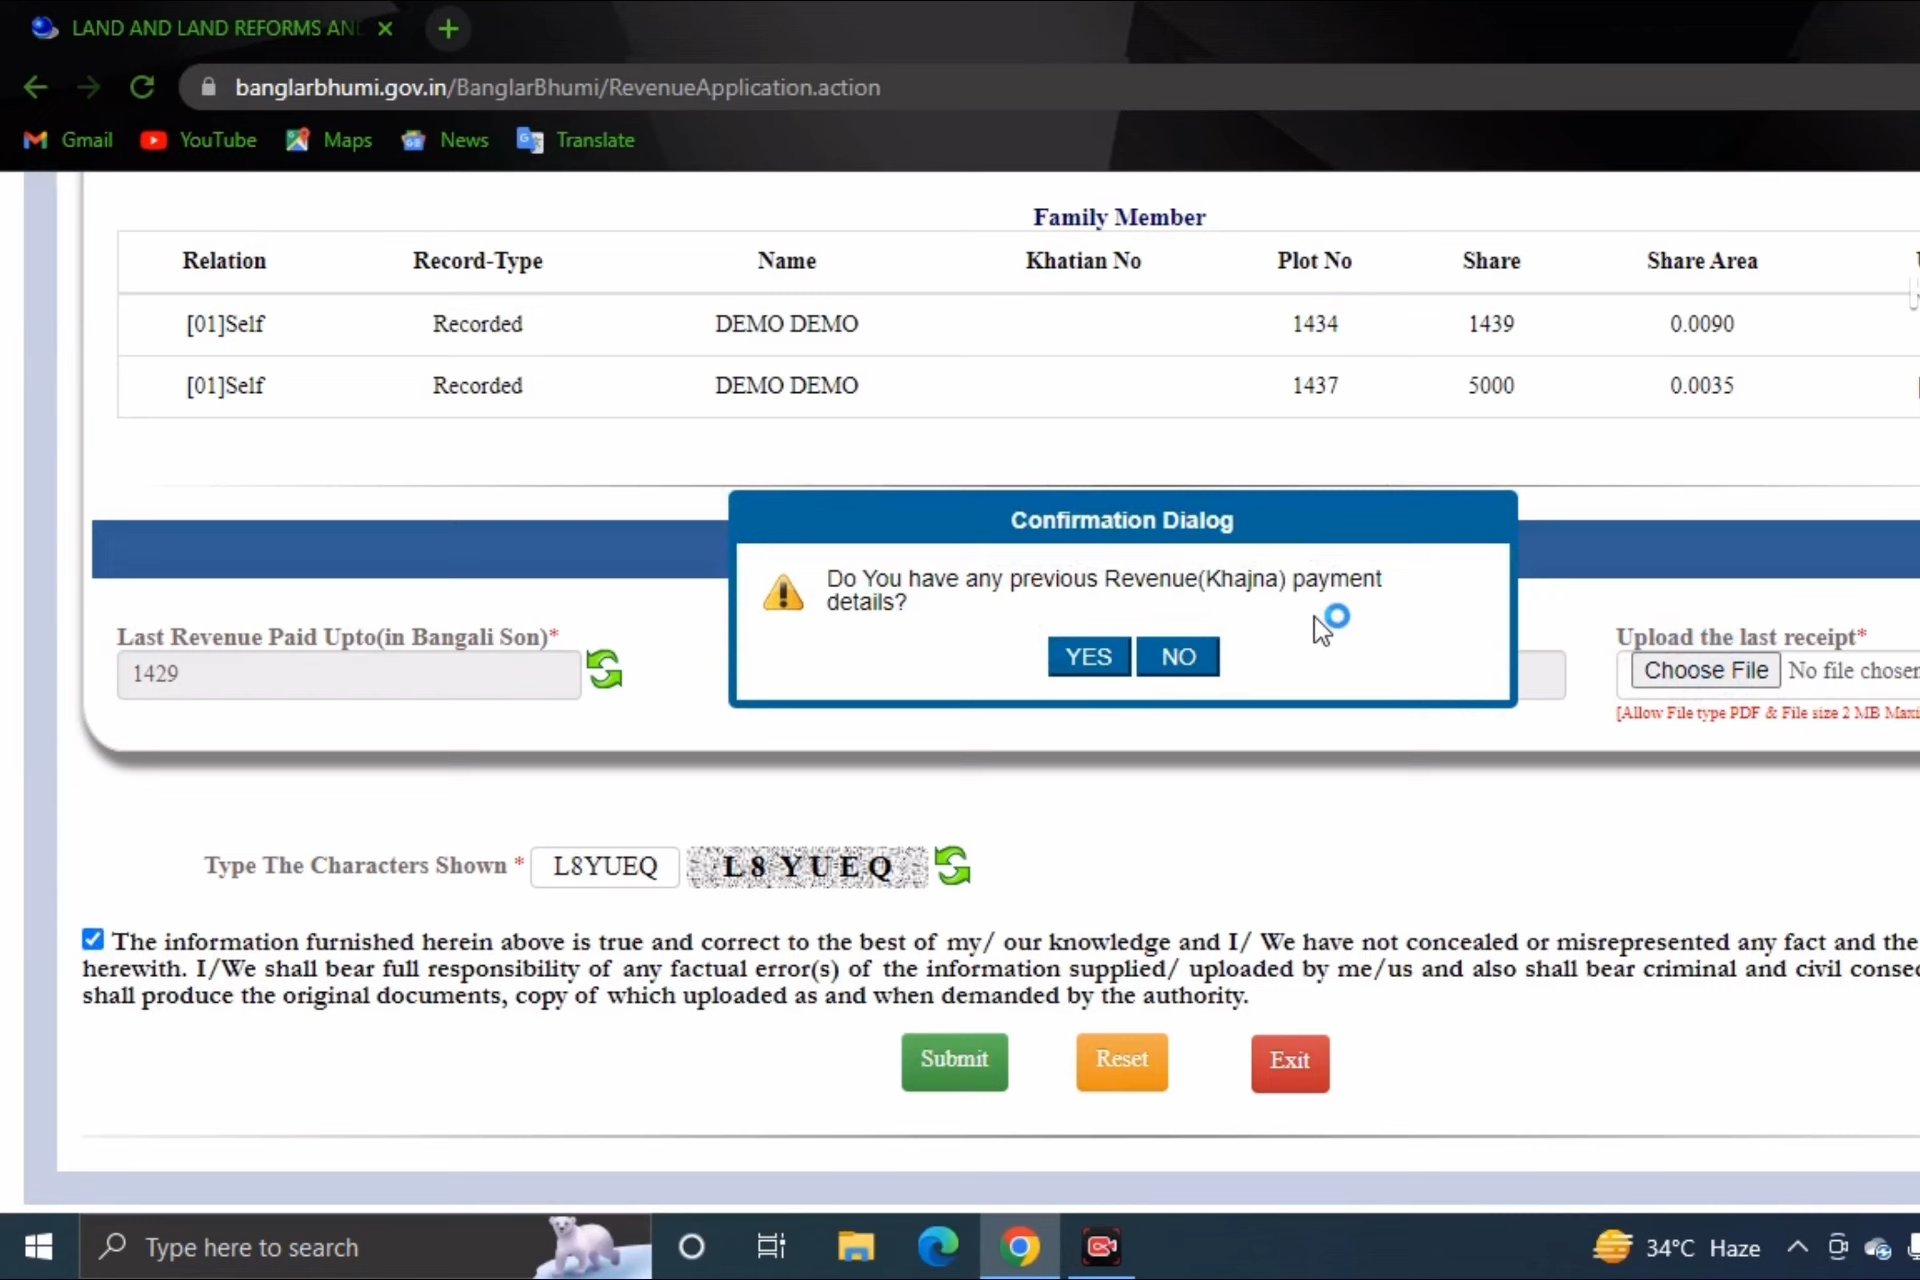 LAND AND LAND REFORMS AN
banglarbhumi.gov.in/BanglarBhumi/RevenueApplication.action
Gmail YouTube Maps News Translate
Family Member
Relation Record-Type Name Khatian No Plot No Share Share Area
[01]Self Recorded DEMO DEMO 1434 1439 0.0090
[01]Self Recorded DEMO DEMO 1437 5000 0.0035
Confirmation Dialog
Do You have any previous Revenue(Khajna) payment
details?
YES NO
Last Revenue Paid Upto(in Bangali Son)*
1429
Upload the last receipt*
Choose File No file chosen
[Allow File type PDF & File size 2 MB Maxi
Type The Characters Shown * L8YUEQ L8YUEQ
The information furnished herein above is true and correct to the best of my/ our knowledge and I/ We have not concealed or misrepresented any fact and the
herewith. I/We shall bear full responsibility of any factual error(s) of the information supplied/ uploaded by me/us and also shall bear criminal and civil conse
shall produce the original documents, copy of which uploaded as and when demanded by the authority.
Submit Reset Exit
Type here to search
34°C Haze